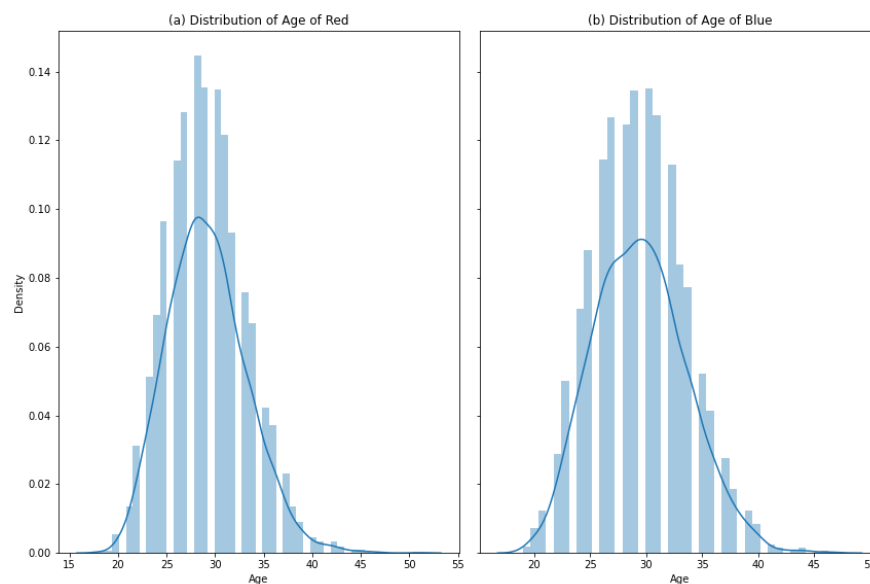 (a) Distribution of Age of Red
(b) Distribution of Age of Blue
Density
0.14
0.12
0.10
0.08
0.06
0.04
0.02
0.00
15 20 25 30 35 40 45 50 55
20 25 30 35 40 45
Age
Age